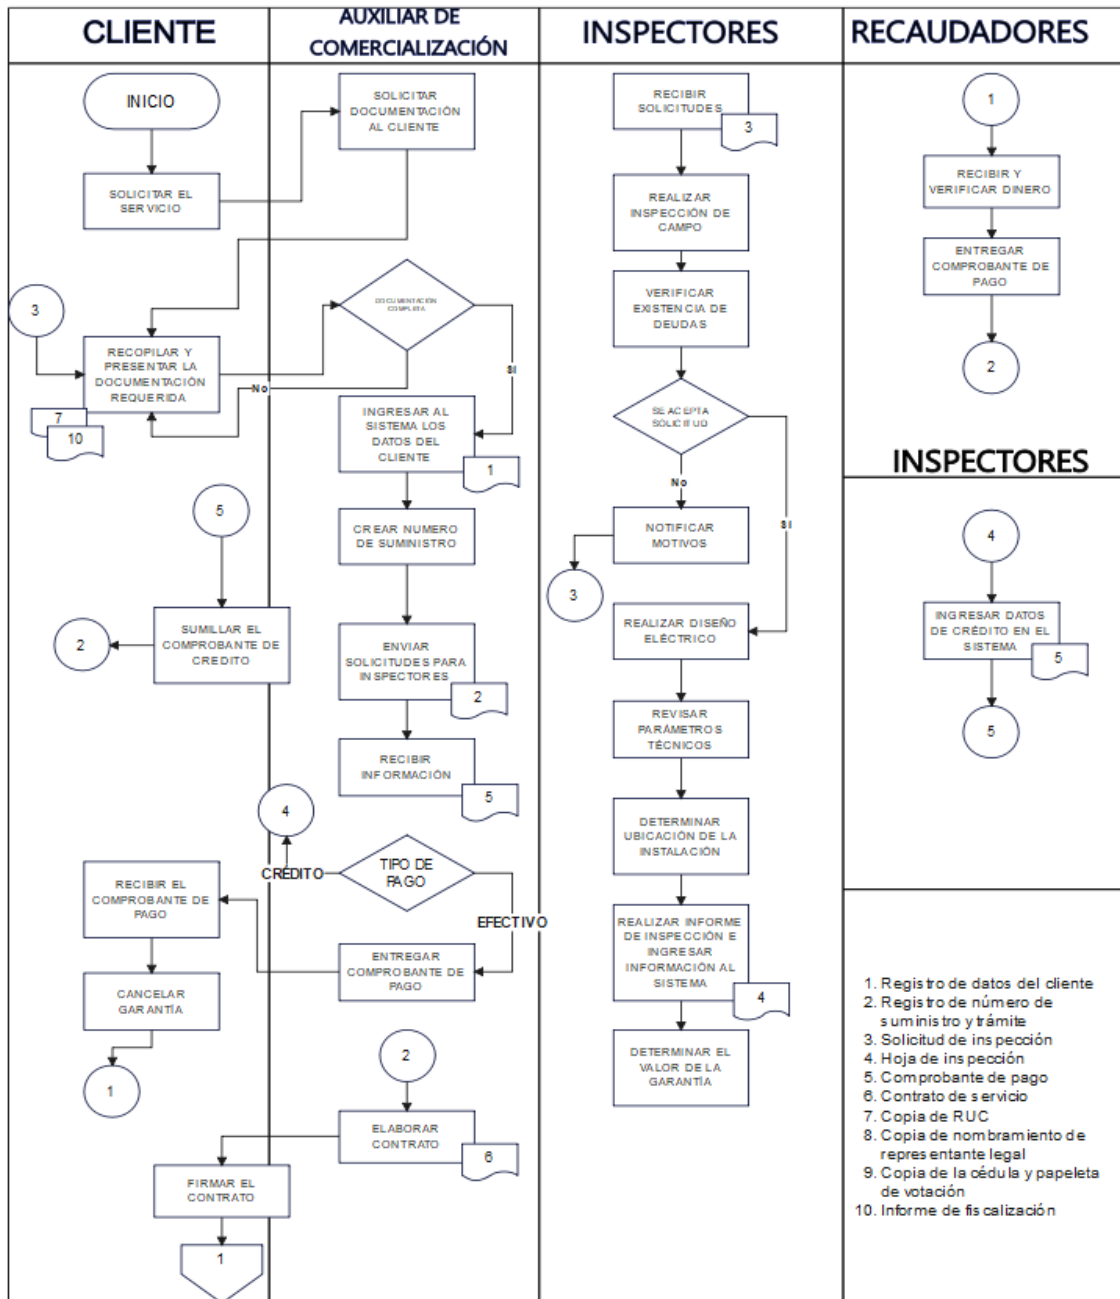 CLIENTE
INICIO
SOLICITAR EL
SERVICIO
3
RECOPILAR Y
PRESENTAR LA
DOCUMENTACIÓN
REQUERIDA
7
10
5
SUMILLAR EL
COMPROBANTE DE
CREDITO
2
RECIBIR EL
COMPROBANTE DE
PAGO
CANCELAR
GARANTÍA
1
FIRMAR EL
CONTRATO
1
AUXILIAR DE
COMERCIALIZACIÓN
SOLICITAR
DOCUMENTACIÓN
AL CLIENTE
DOCUMENTACIÓN
COMPLETA
SI
No
INGRESAR AL
SISTEMA LOS
DATOS DEL
CLIENTE
1
CREAR NUMERO
DE SUMINISTRO
ENVIAR
SOLICITUDES PARA
INSPECTORES
2
RECIBIR
INFORMACIÓN
5
4
CRÉDITO
TIPO DE
PAGO
EFECTIVO
ENTREGAR
COMPROBANTE DE
PAGO
2
ELABORAR
CONTRATO
6
INSPECTORES
RECIBIR
SOLICITUDES
3
REALIZAR
INSPECCIÓN DE
CAMPO
VERIFICAR
EXISTENCIA DE
DEUDAS
SE ACEPTA
SOLICITUD
No
SI
NOTIFICAR
MOTIVOS
3
REALIZAR DISEÑO
ELÉCTRICO
REVISAR
PARÁMETROS
TÉCNICOS
DETERMINAR
UBICACIÓN DE LA
INSTALACIÓN
REALIZAR INFORME
DE INSPECCIÓN E
INGRESAR
INFORMACIÓN AL
SISTEMA
4
DETERMINAR EL
VALOR DE LA
GARANTÍA
RECAUDADORES
1
RECIBIR Y
VERIFICAR DINERO
ENTREGAR
COMPROBANTE DE
PAGO
2
INSPECTORES
4
INGRESAR DATOS
DE CRÉDITO EN EL
SISTEMA
5
5
1. Registro de datos del cliente
2. Registro de número de
suministro y trámite
3. Solicitud de inspección
4. Hoja de inspección
5. Comprobante de pago
6. Contrato de servicio
7. Copia de RUC
8. Copia de nombramiento de
representante legal
9. Copia de la cédula y papeleta
de votación
10. Informe de fiscalización